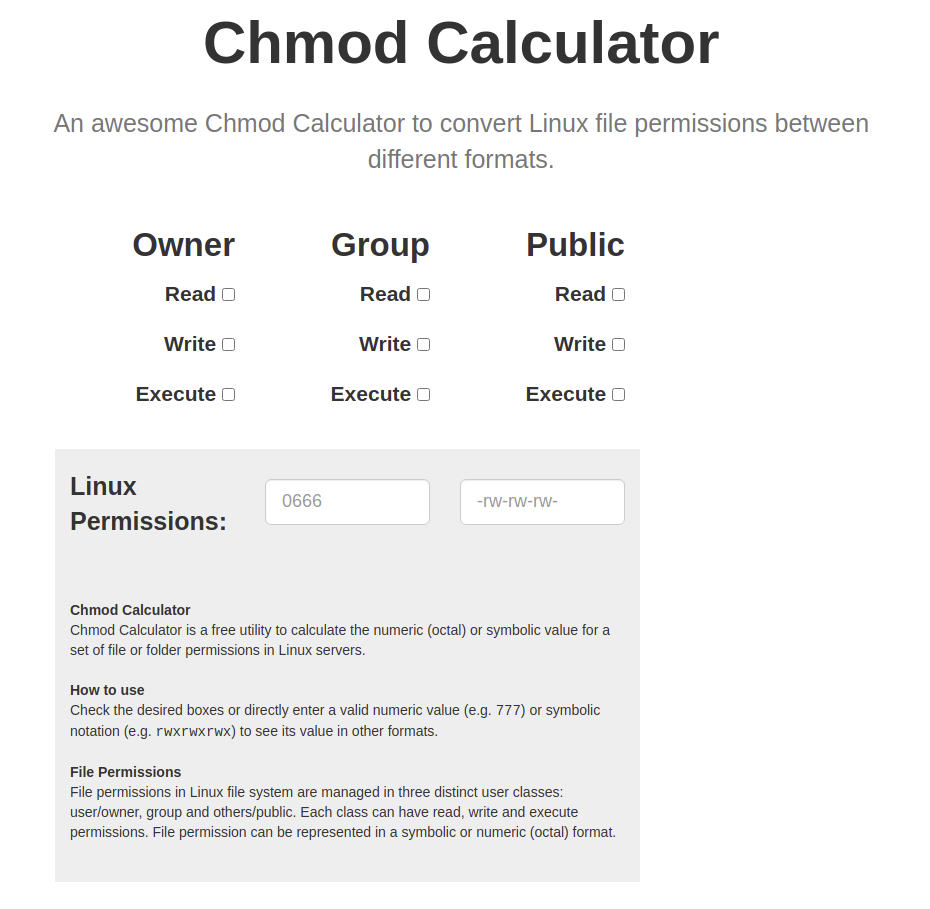 Chmod Calculator
An awesome Chmod Calculator to convert Linux file permissions between
different formats.
Owner Group Public
Read Read Read
Write Write Write
Execute Execute Execute
Linux
Permissions:
0666 -rw-rw-rw-
Chmod Calculator
Chmod Calculator is a free utility to calculate the numeric (octal) or symbolic value for a
set of file or folder permissions in Linux servers.
How to use
Check the desired boxes or directly enter a valid numeric value (e.g. 777) or symbolic
notation (e.g. rwxrwxrwx) to see its value in other formats.
File Permissions
File permissions in Linux file system are managed in three distinct user classes:
user/owner, group and others/public. Each class can have read, write and execute
permissions. File permission can be represented in a symbolic or numeric (octal) format.